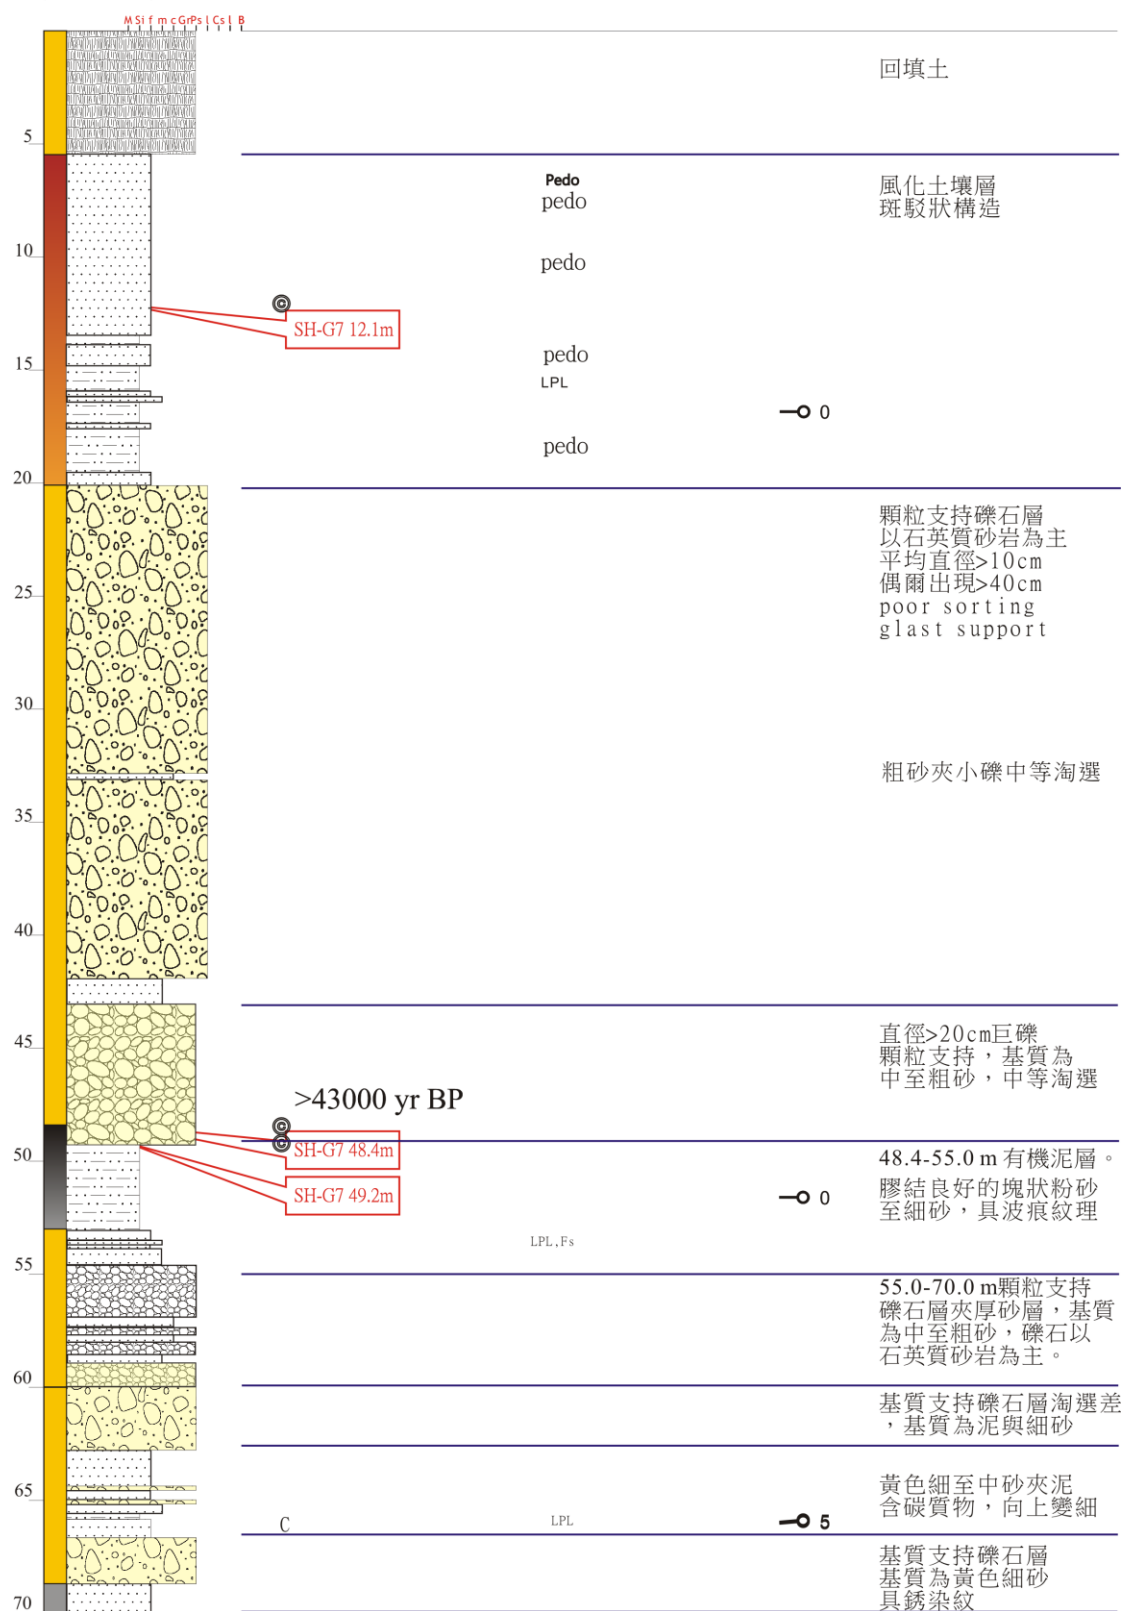 M Si f m c Gr Ps l Cs l B
回填土
5
Pedo
pedo
風化土壤層
斑駁狀構造
10
pedo
SH-G7 12.1m
15
pedo
LPL
0
pedo
20
顆粒支持礫石層
以石英質砂岩為主
平均直徑>10cm
偶爾出現>40cm
poor sorting
glast support
25
30
粗砂夾小礫中等淘選
35
40
45
直徑>20cm巨礫
顆粒支持，基質為
中至粗砂，中等淘選
>43000 yr BP
SH-G7 48.4m
50
48.4-55.0 m 有機泥層。
膠結良好的塊狀粉砂
至細砂，具波痕紋理
SH-G7 49.2m
0
LPL,Fs
55
55.0-70.0 m顆粒支持
礫石層夾厚砂層，基質
為中至粗砂，礫石以
石英質砂岩為主。
60
基質支持礫石層淘選差
，基質為泥與細砂
65
黃色細至中砂夾泥
含碳質物，向上變細
C
LPL
5
基質支持礫石層
基質為黃色細砂
具銹染紋
70